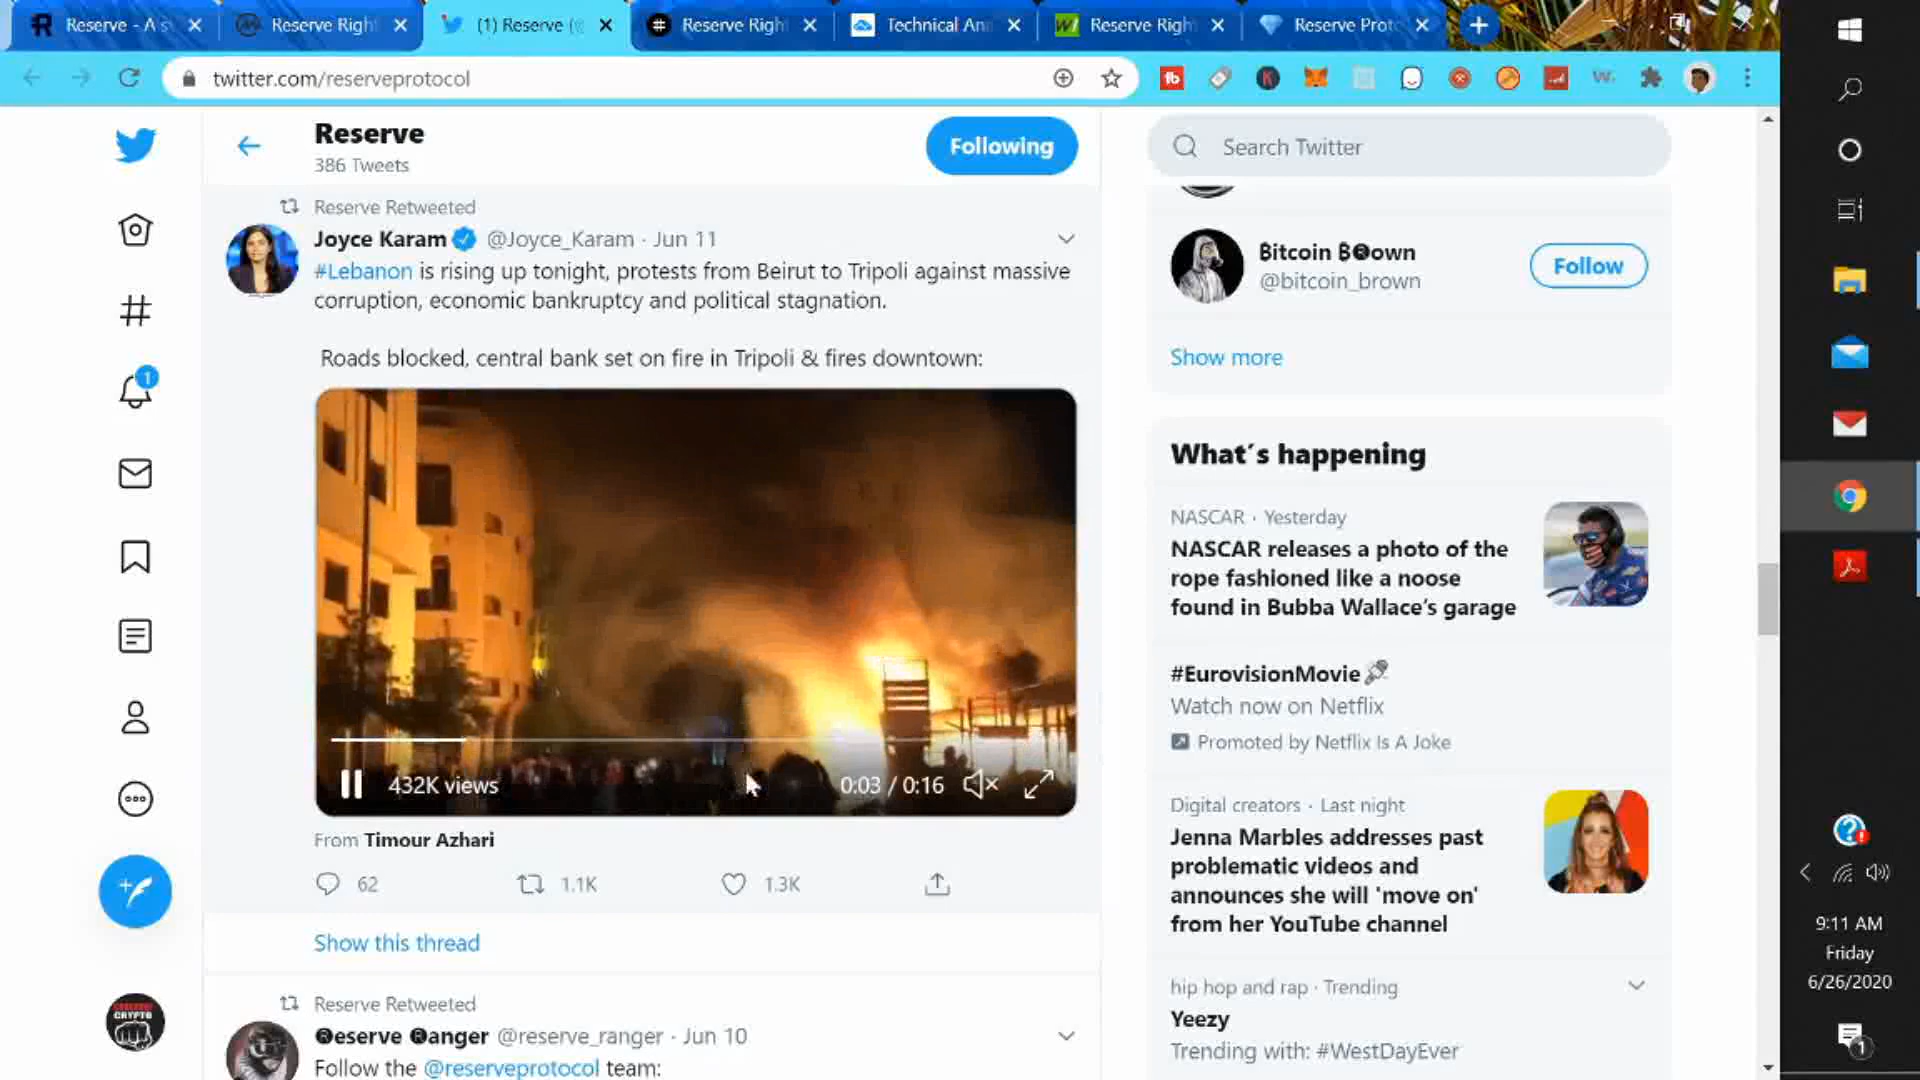 Reserve - A s
Reserve Righ
(1) Reserve (
Reserve Righ
Technical An
Reserve Righ
Reserve Prot
twitter.com/reserveprotocol
Reserve
386 Tweets
Following
Search Twitter
Reserve Retweeted
Joyce Karam @Joyce_Karam · Jun 11
#Lebanon is rising up tonight, protests from Beirut to Tripoli against massive
corruption, economic bankruptcy and political stagnation.
Roads blocked, central bank set on fire in Tripoli & fires downtown:
432K views
0:03 / 0:16
From Timour Azhari
62
1.1K
1.3K
Show this thread
Reserve Retweeted
🅡eserve 🅡anger @reserve_ranger · Jun 10
Follow the @reserveprotocol team:
₿itcoin ₿🅡own
@bitcoin_brown
Follow
Show more
What's happening
NASCAR · Yesterday
NASCAR releases a photo of the
rope fashioned like a noose
found in Bubba Wallace's garage
#EurovisionMovie
Watch now on Netflix
Promoted by Netflix Is A Joke
Digital creators · Last night
Jenna Marbles addresses past
problematic videos and
announces she will 'move on'
from her YouTube channel
hip hop and rap · Trending
Yeezy
Trending with: #WestDayEver
1
CRYPTO
9:11 AM
Friday
6/26/2020
1